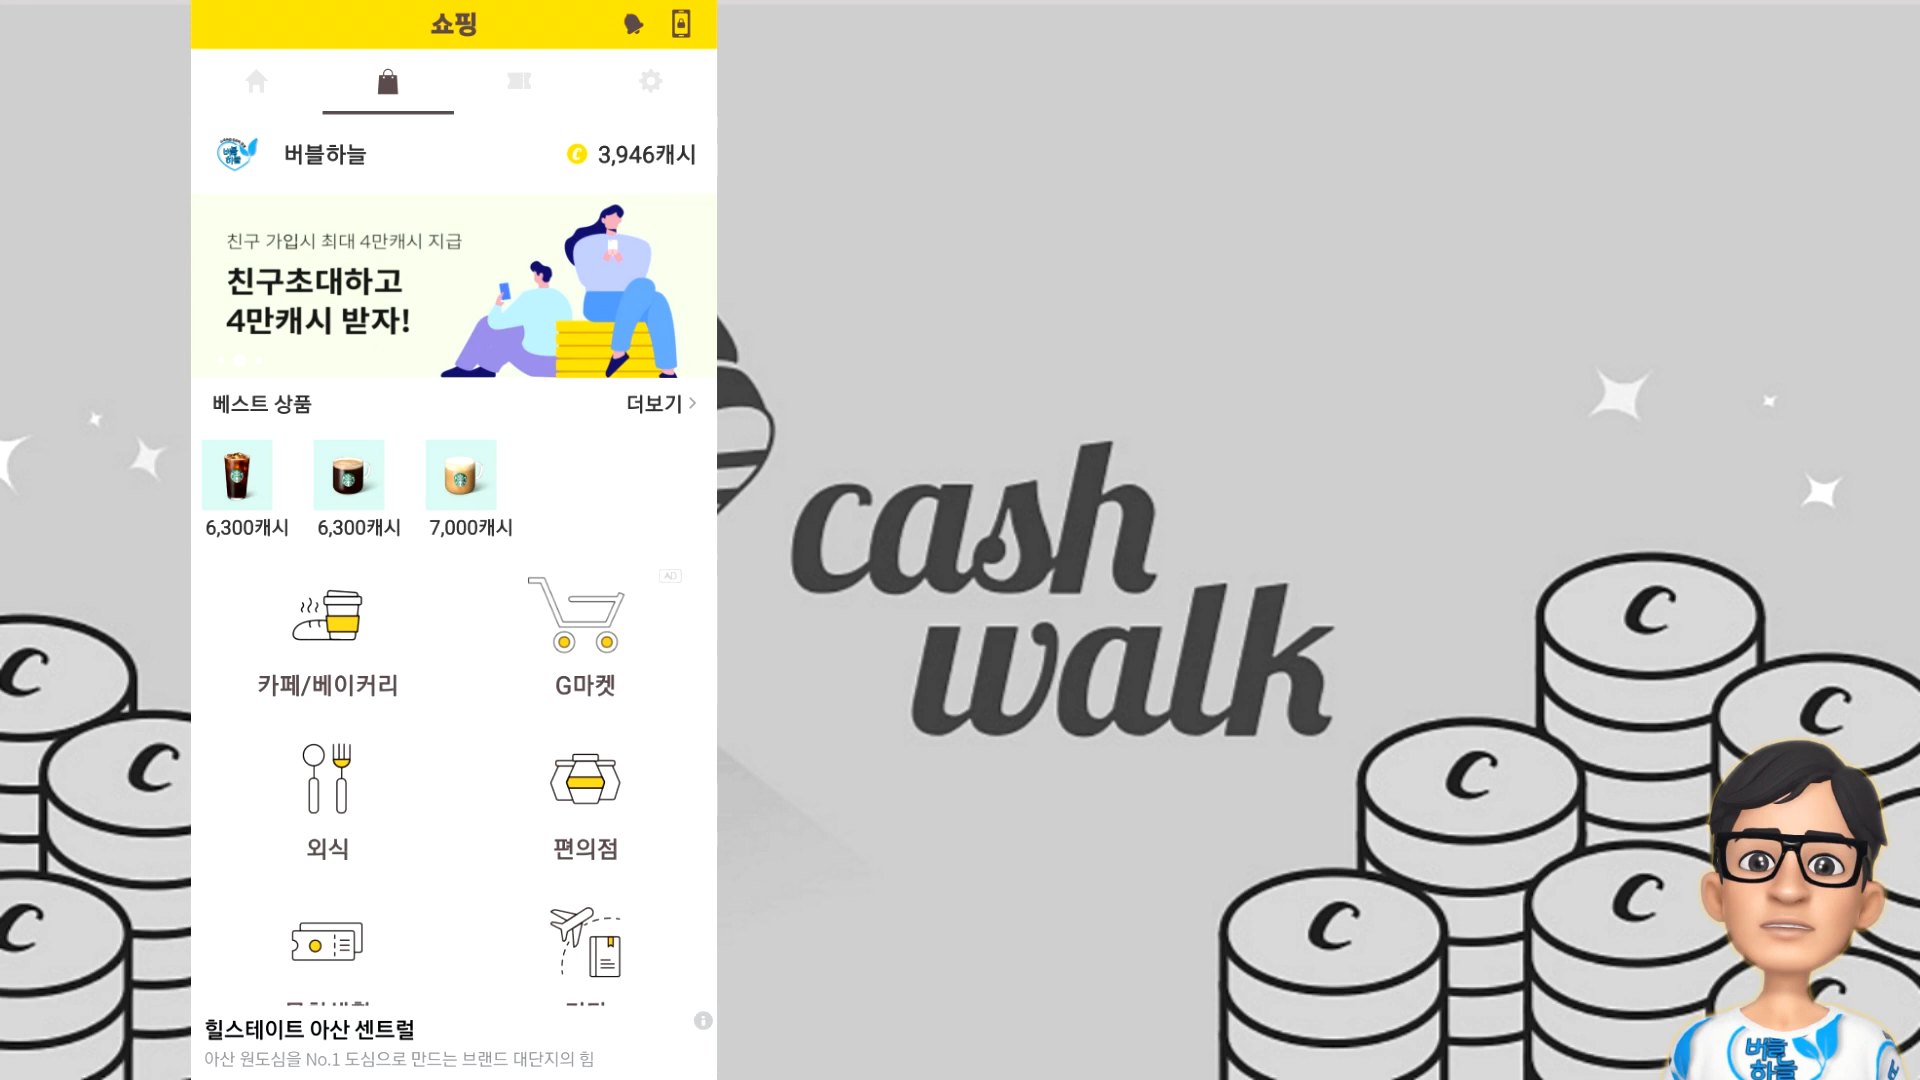 쇼핑
버블하늘
C 3,946캐시
친구 가입시 최대 4만캐시 지급
친구초대하고
4만캐시 받자!
베스트 상품
더보기 >
6,300캐시
6,300캐시
7,000캐시
AD
카페/베이커리
G마켓
외식
편의점
힐스테이트 아산 센트럴
아산 원도심을 No.1 도심으로 만드는 브랜드 대단지의 힘
cash
walk
C
C
C
C
C
C
C
C
버블
하늘